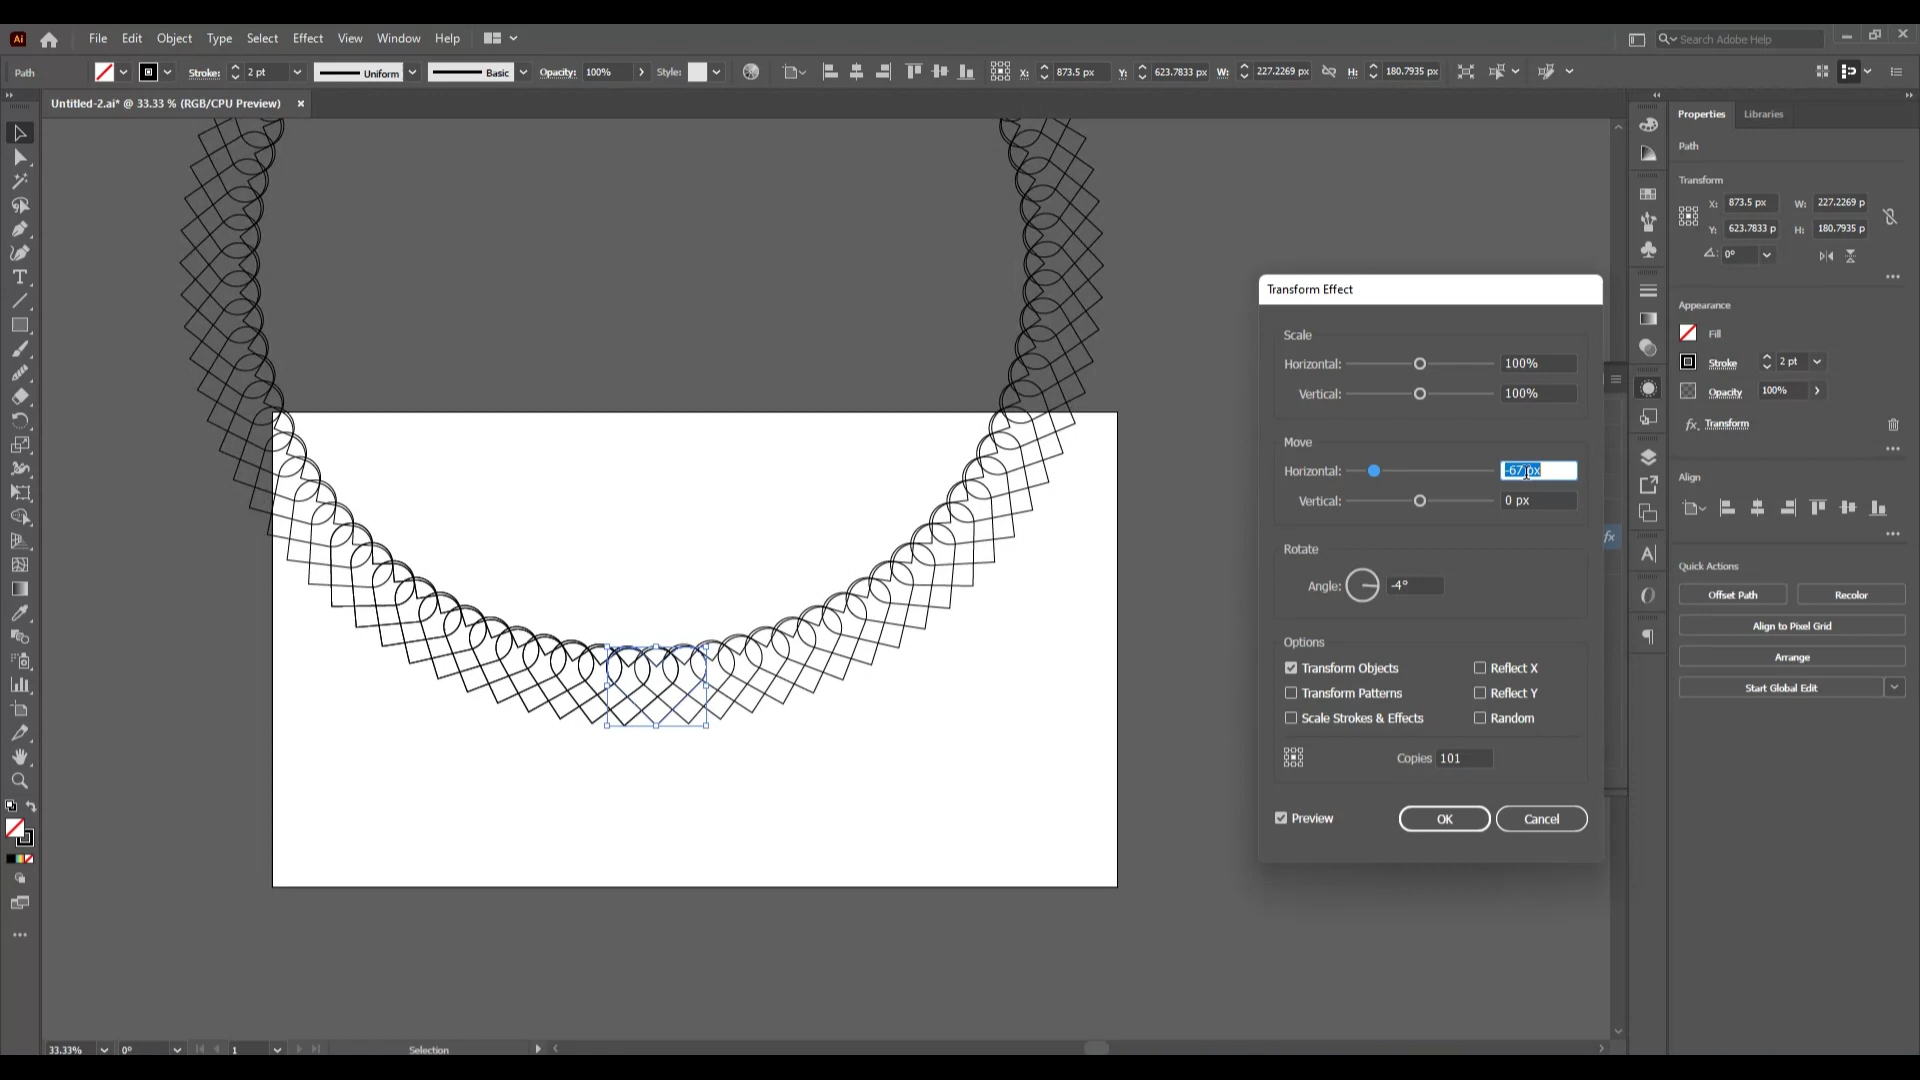 Ai
File Edit Object Type Select Effect View Window Help
Search Adobe Help
Path
Stroke: 2 pt Uniform Basic Opacity: 100% Style: X: 873.5 px Y: 623.7833 px W: 227.2269 px H: 180.7935 px
Untitled-2.ai* @ 33.33 % (RGB/CPU Preview) ×
Properties Libraries
Path
Transform
X: 873.5 px W: 227.2269 p
Y: 623.7833 p H: 180.7935 p
0°
Appearance
Fill
Stroke 2 pt
Opacity 100%
fx Transform
Align
Quick Actions
Offset Path Recolor
Align to Pixel Grid
Arrange
Start Global Edit
Transform Effect
Scale
Horizontal: 100%
Vertical: 100%
Move
Horizontal: -67 px
Vertical: 0 px
Rotate
Angle: -4°
Options
Transform Objects Reflect X
Transform Patterns Reflect Y
Scale Strokes & Effects Random
Copies 101
Preview OK Cancel
fx
33.33% 0° 1 Selection